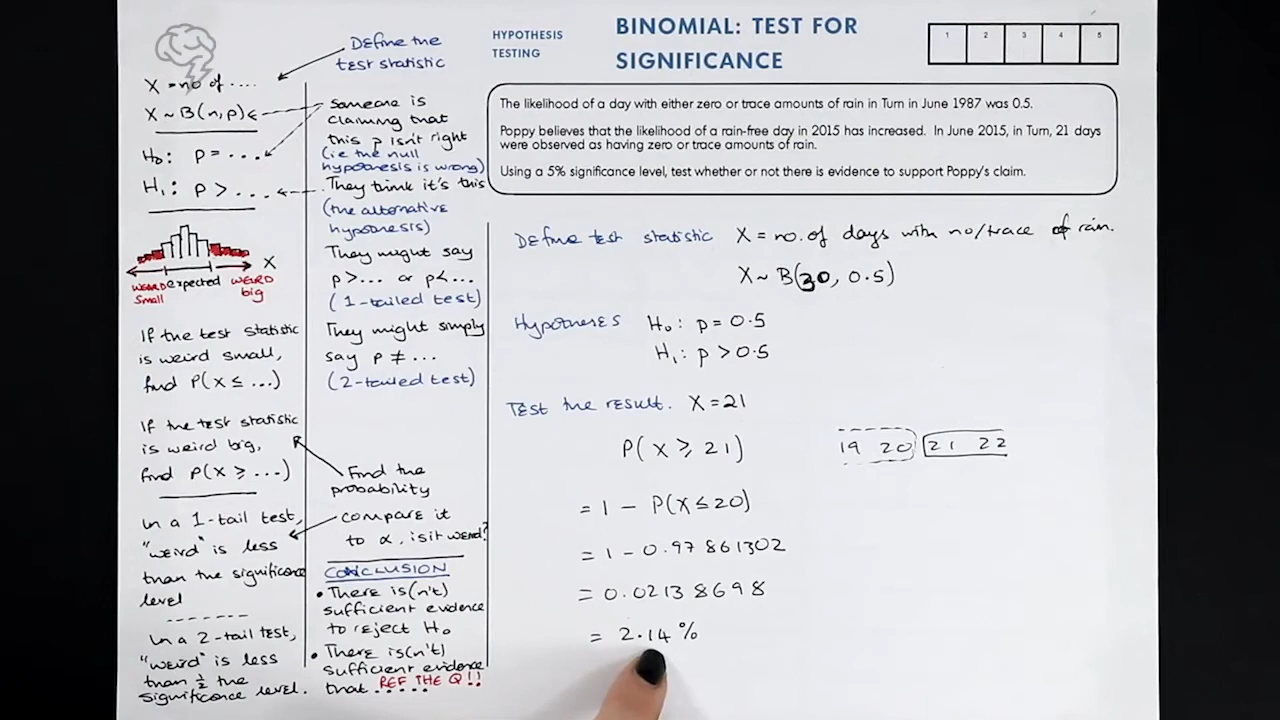 HYPOTHESIS
TESTING
BINOMIAL: TEST FOR
SIGNIFICANCE
1 2 3 4 5
The likelihood of a day with either zero or trace amounts of rain in Turn in June 1987 was 0.5.
Poppy believes that the likelihood of a rain-free day in 2015 has increased. In June 2015, in Turn, 21 days
were observed as having zero or trace amounts of rain.
Using a 5% significance level, test whether or not there is evidence to support Poppy's claim.
X = no of ....
X ~ B(n,p)
H₀: p = ...
H₁: p > ...
X
WEIRD small
expected
WEIRD big
If the test statistic
is weird small,
find P(X ≤ ...)
If the test statistic
is weird big,
find P(X ≥ ...)
In a 1-tail test,
"weird" is less
than the significance
level
In a 2-tail test,
"weird" is less
than ½ the
significance level.
Define the
test statistic
Someone is
claiming that
this p isn't right
(ie the null
hypothesis is wrong)
They think it's this
(the alternative
hypothesis)
They might say
p>... or p<...
(1-tailed test)
They might simply
say p ≠ ...
(2-tailed test)
Find the
probability
compare it
to α, is it weird?
CONCLUSION
• There is(n't)
sufficient evidence
to reject H₀
• There is(n't)
sufficient evidence
that .....
REF THE Q!!
Define test statistic X = no. of days with no/trace of rain.
X ~ B(30, 0.5)
Hypotheses H₀: p = 0.5
H₁: p > 0.5
Test the result. X = 21
P(X ≥ 21)
19 20 21 22
= 1 - P(X ≤ 20)
= 1 - 0.97861302
= 0.02138698
= 2.14%